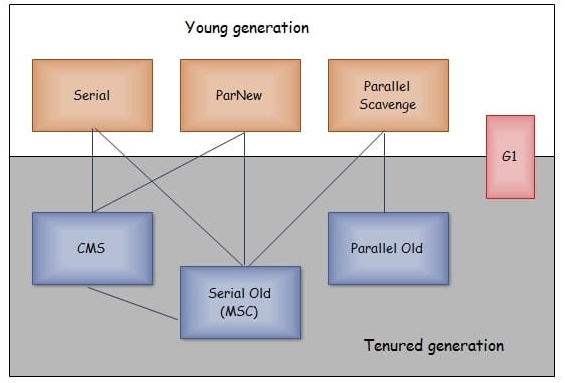 Young generation
Serial
ParNew
Parallel
Scavenge
G1
CMS
Parallel Old
Serial Old
(MSC)
Tenured generation